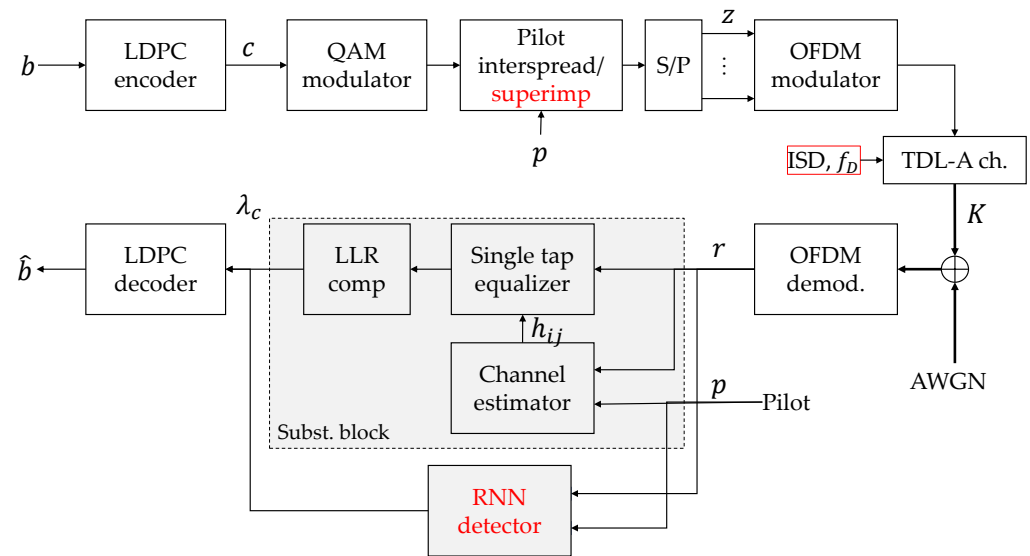 b
LDPC
encoder
c
QAM
modulator
Pilot
interspread/
superimp
p
S/P
z
⋮
OFDM
modulator
ISD, f_D
TDL-A ch.
K
AWGN
OFDM
demod.
r
Single tap
equalizer
LLR
comp
λ_c
LDPC
decoder
b̂
h_ij
Channel
estimator
p
Pilot
Subst. block
RNN
detector